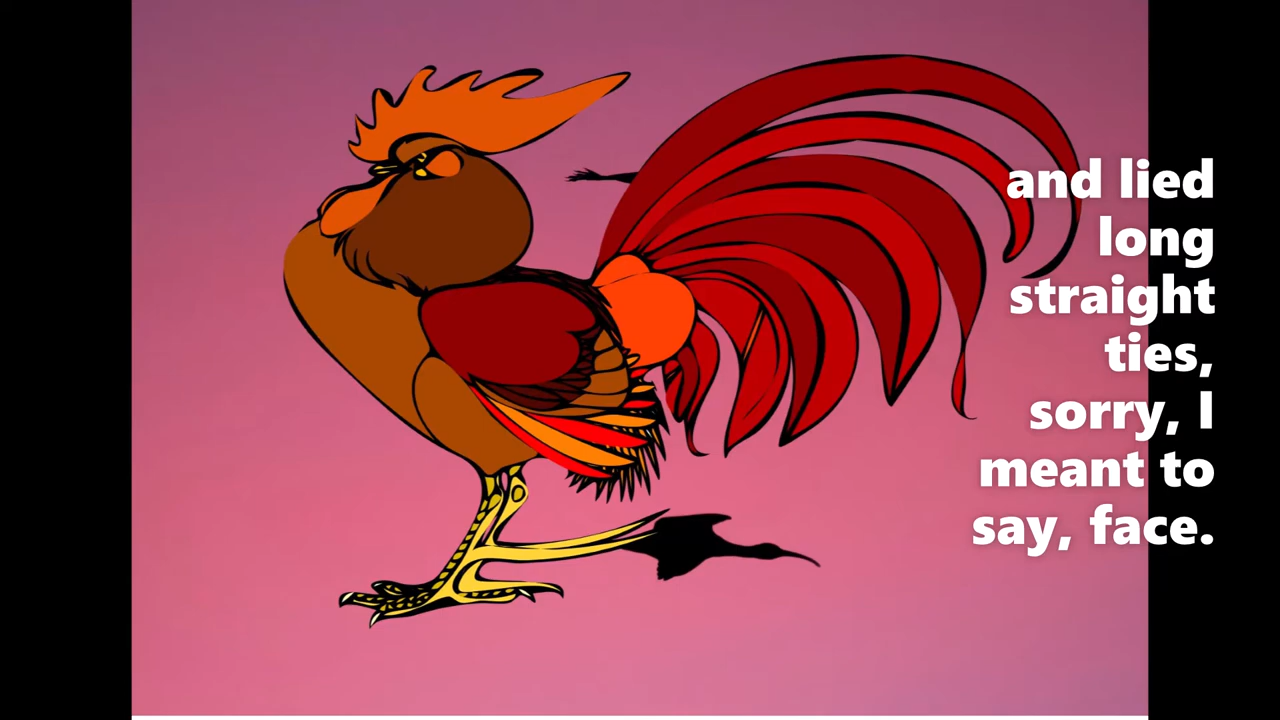 and lied
long
straight
ties,
sorry, I
meant to
say, face.